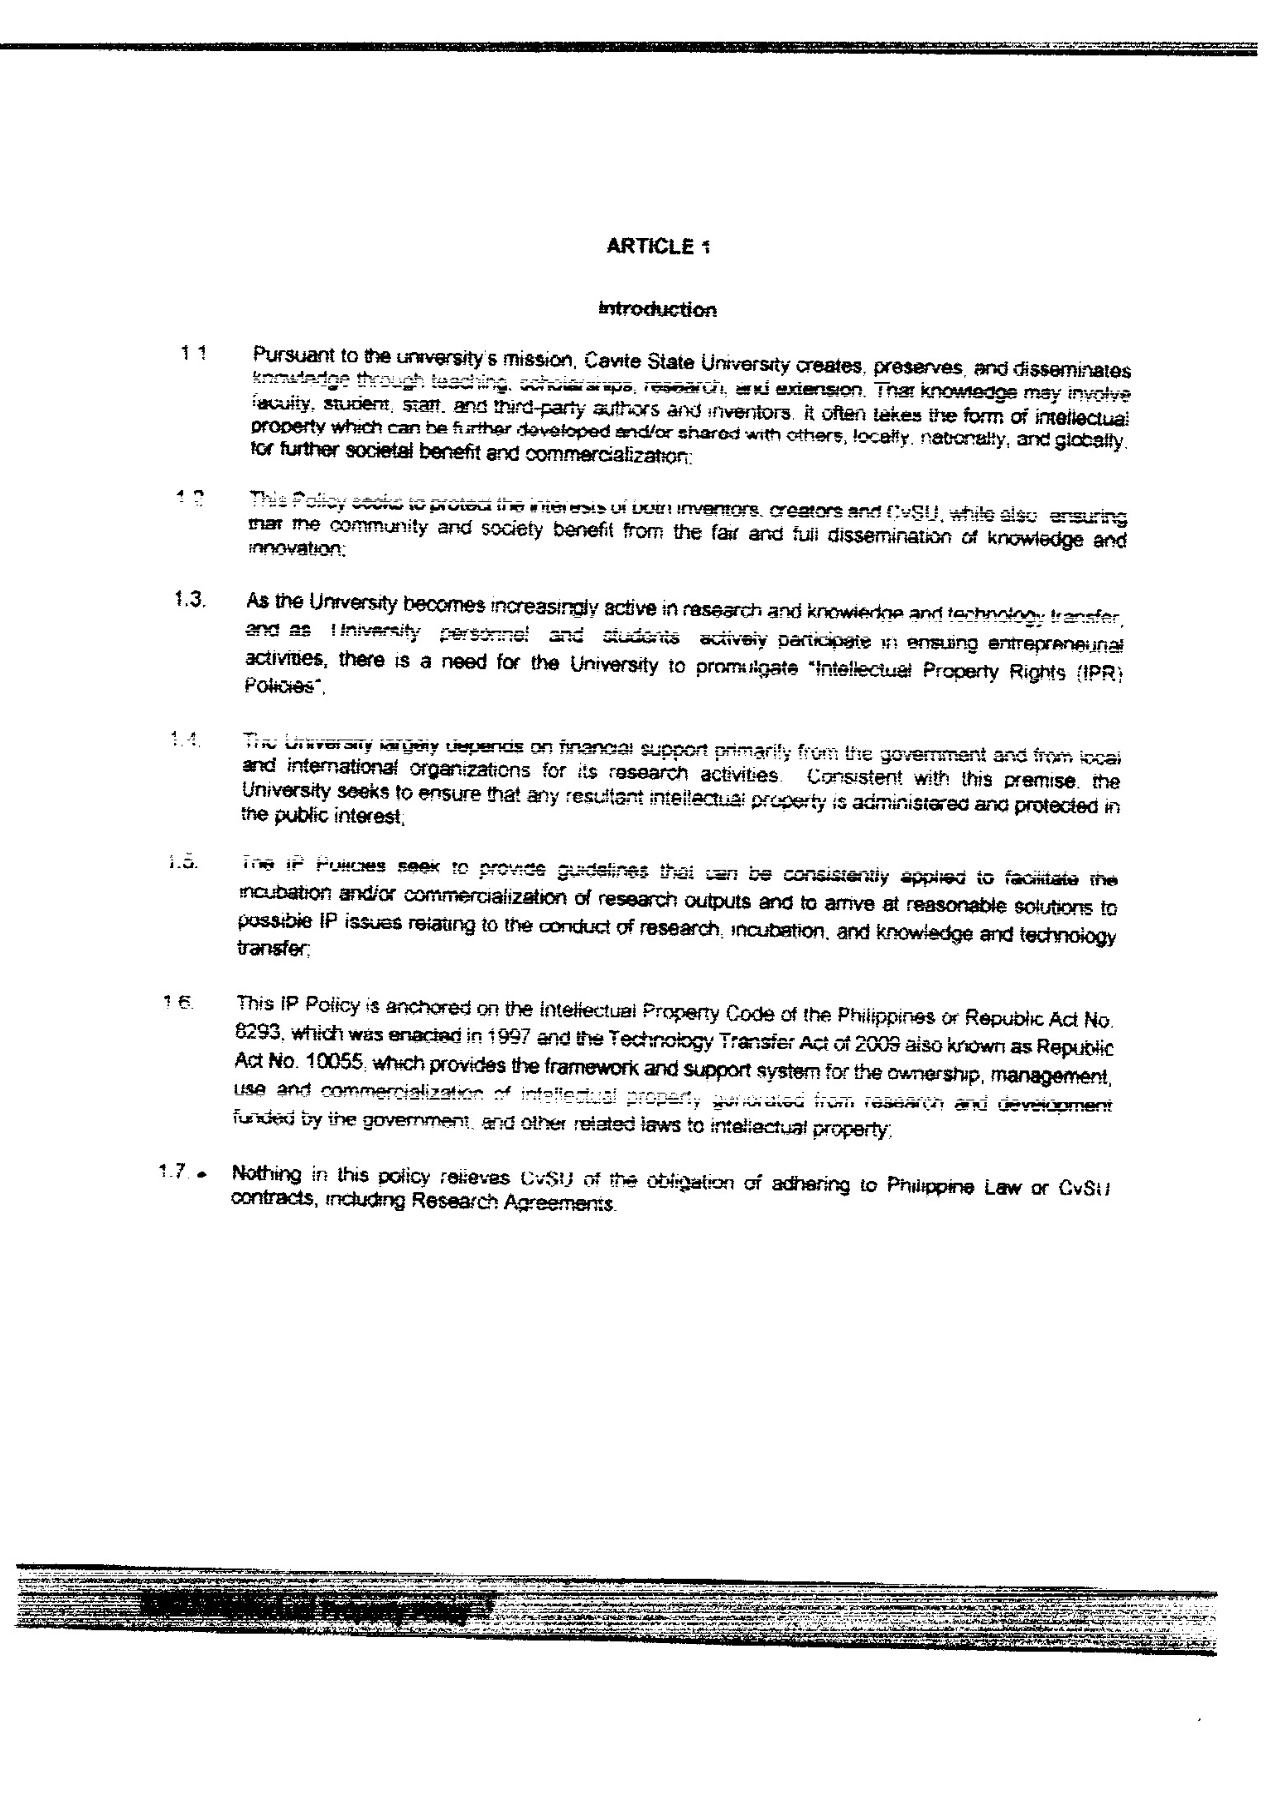 ARTICLE 1
Introduction
1.1 Pursuant to the university's mission, Cavite State University creates, preserves, and disseminates
knowledge through teaching, scholarships, research, and extension. That knowledge may involve
faculty, student, staff, and third-party authors and inventors. It often takes the form of intellectual
property which can be further developed and/or shared with others, locally, nationally, and globally,
for further societal benefit and commercialization;
1.2 This Policy seeks to protect the interests of both inventors, creators and CvSU, while also ensuring
that the community and society benefit from the fair and full dissemination of knowledge and
innovation;
1.3. As the University becomes increasingly active in research and knowledge and technology transfer,
and as University personnel and students actively participate in ensuing entrepreneurial
activities, there is a need for the University to promulgate "Intellectual Property Rights (IPR)
Policies";
1.4. The University largely depends on financial support primarily from the government and from local
and international organizations for its research activities. Consistent with this premise, the
University seeks to ensure that any resultant intellectual property is administered and protected in
the public interest;
1.5. The IP Policies seek to provide guidelines that can be consistently applied to facilitate the
incubation and/or commercialization of research outputs and to arrive at reasonable solutions to
possible IP issues relating to the conduct of research, incubation, and knowledge and technology
transfer;
1.6. This IP Policy is anchored on the Intellectual Property Code of the Philippines or Republic Act No.
8293, which was enacted in 1997 and the Technology Transfer Act of 2009 also known as Republic
Act No. 10055, which provides the framework and support system for the ownership, management,
use and commercialization of intellectual property generated from research and development
funded by the government, and other related laws to intellectual property;
1.7. Nothing in this policy relieves CvSU of the obligation of adhering to Philippine Law or CvSU
contracts, including Research Agreements.
Intellectual Property Policy